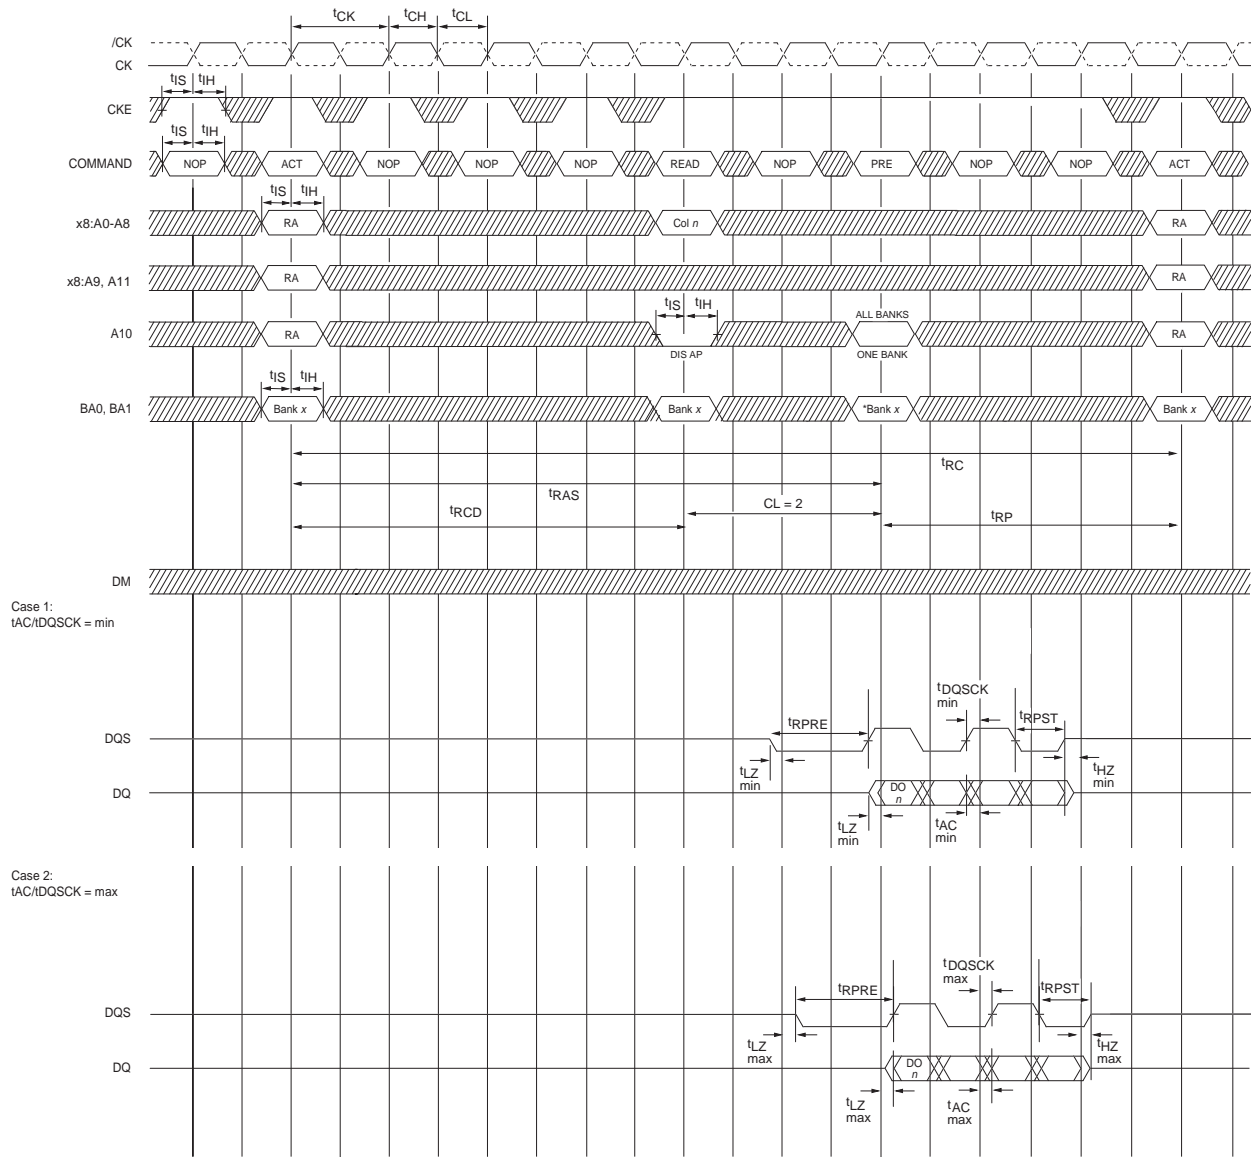 tCK tCH tCL
/CK
CK
tIS tIH
CKE
tIS tIH
COMMAND NOP ACT NOP NOP NOP READ NOP PRE NOP NOP ACT
tIS tIH
x8:A0-A8 RA Col n RA
x8:A9, A11 RA RA
tIS tIH ALL BANKS
A10 RA RA
DIS AP ONE BANK
tIS tIH
BA0, BA1 Bank x Bank x *Bank x Bank x
tRC
tRAS
CL = 2
tRCD tRP
DM
Case 1:
tAC/tDQSCK = min
tDQSCK
min
tRPRE tRPST
DQS
tLZ
min
tHZ
min
DQ DO
n
tLZ
min
tAC
min
Case 2:
tAC/tDQSCK = max
tDQSCK
max
tRPRE tRPST
DQS
tLZ
max
tHZ
max
DQ DO
n
tLZ
max
tAC
max